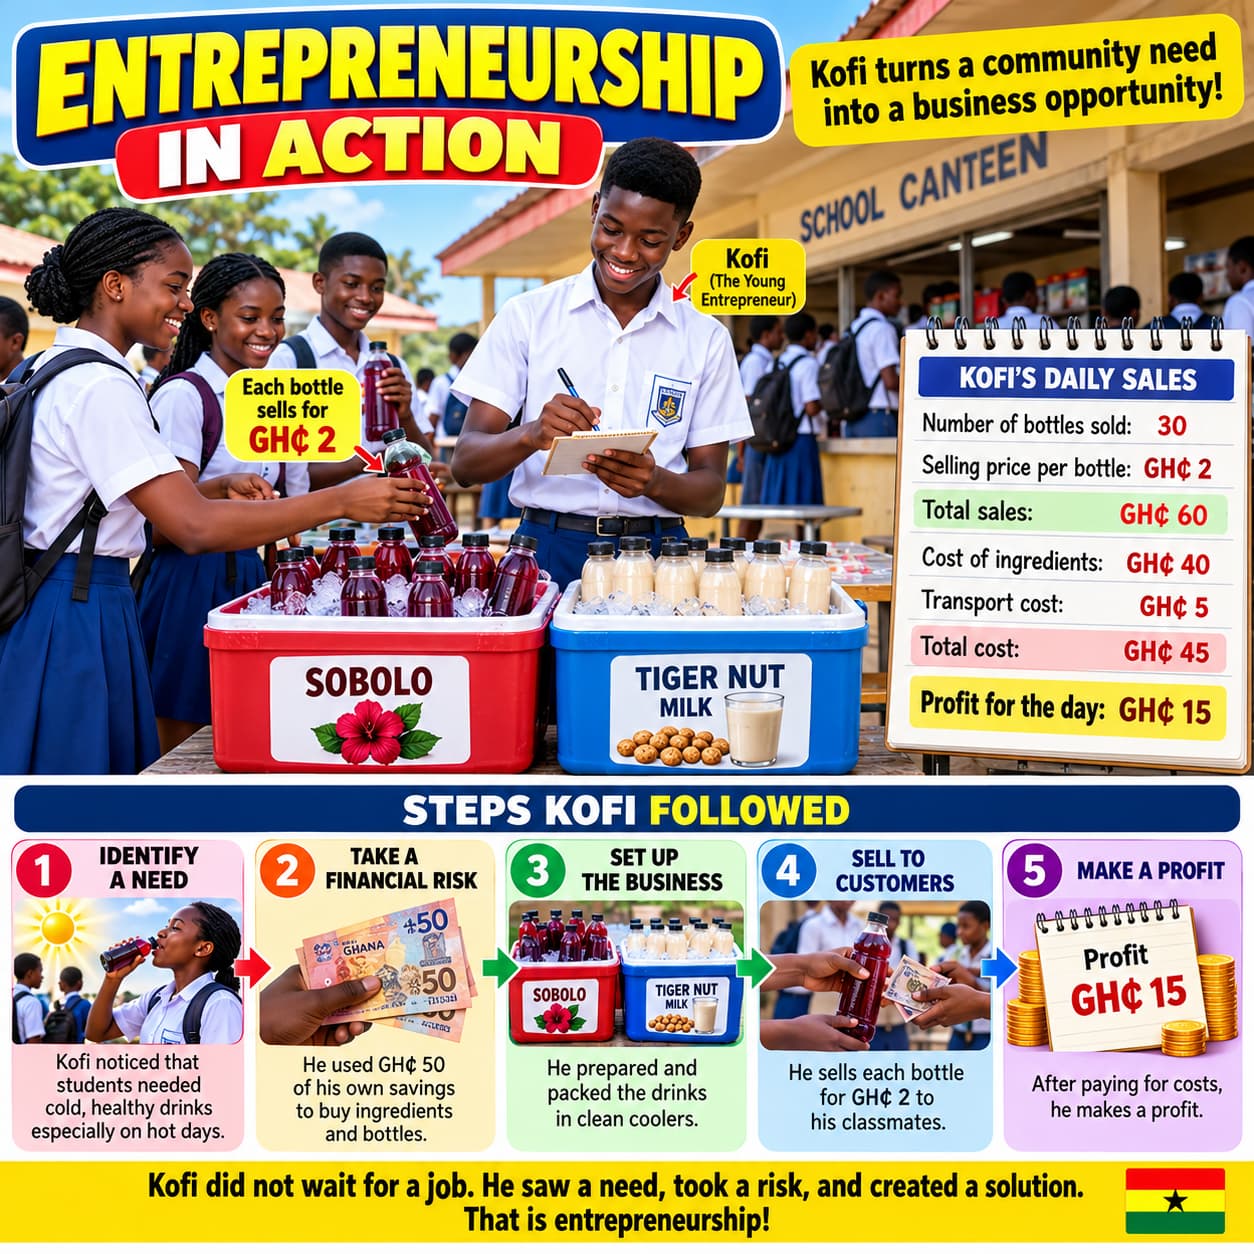 ENTREPRENEURSHIP
IN ACTION
Kofi turns a community need
into a business opportunity!
SCHOOL CANTEEN
Kofi
(The Young
Entrepreneur)
Each bottle
sells for
GH₵ 2
SOBOLO
TIGER NUT
MILK
KOFI'S DAILY SALES
Number of bottles sold: 30
Selling price per bottle: GH₵ 2
Total sales: GH₵ 60
Cost of ingredients: GH₵ 40
Transport cost: GH₵ 5
Total cost: GH₵ 45
Profit for the day: GH₵ 15
STEPS KOFI FOLLOWED
1 IDENTIFY
A NEED
Kofi noticed that
students needed
cold, healthy drinks
especially on hot days.
2 TAKE A
FINANCIAL RISK
GHANA
50
50
He used GH₵ 50
of his own savings
to buy ingredients
and bottles.
3 SET UP
THE BUSINESS
SOBOLO
TIGER NUT
MILK
He prepared and
packed the drinks
in clean coolers.
4 SELL TO
CUSTOMERS
He sells each bottle
for GH₵ 2 to
his classmates.
5 MAKE A PROFIT
Profit
GH₵ 15
After paying for costs,
he makes a profit.
Kofi did not wait for a job. He saw a need, took a risk, and created a solution.
That is entrepreneurship!